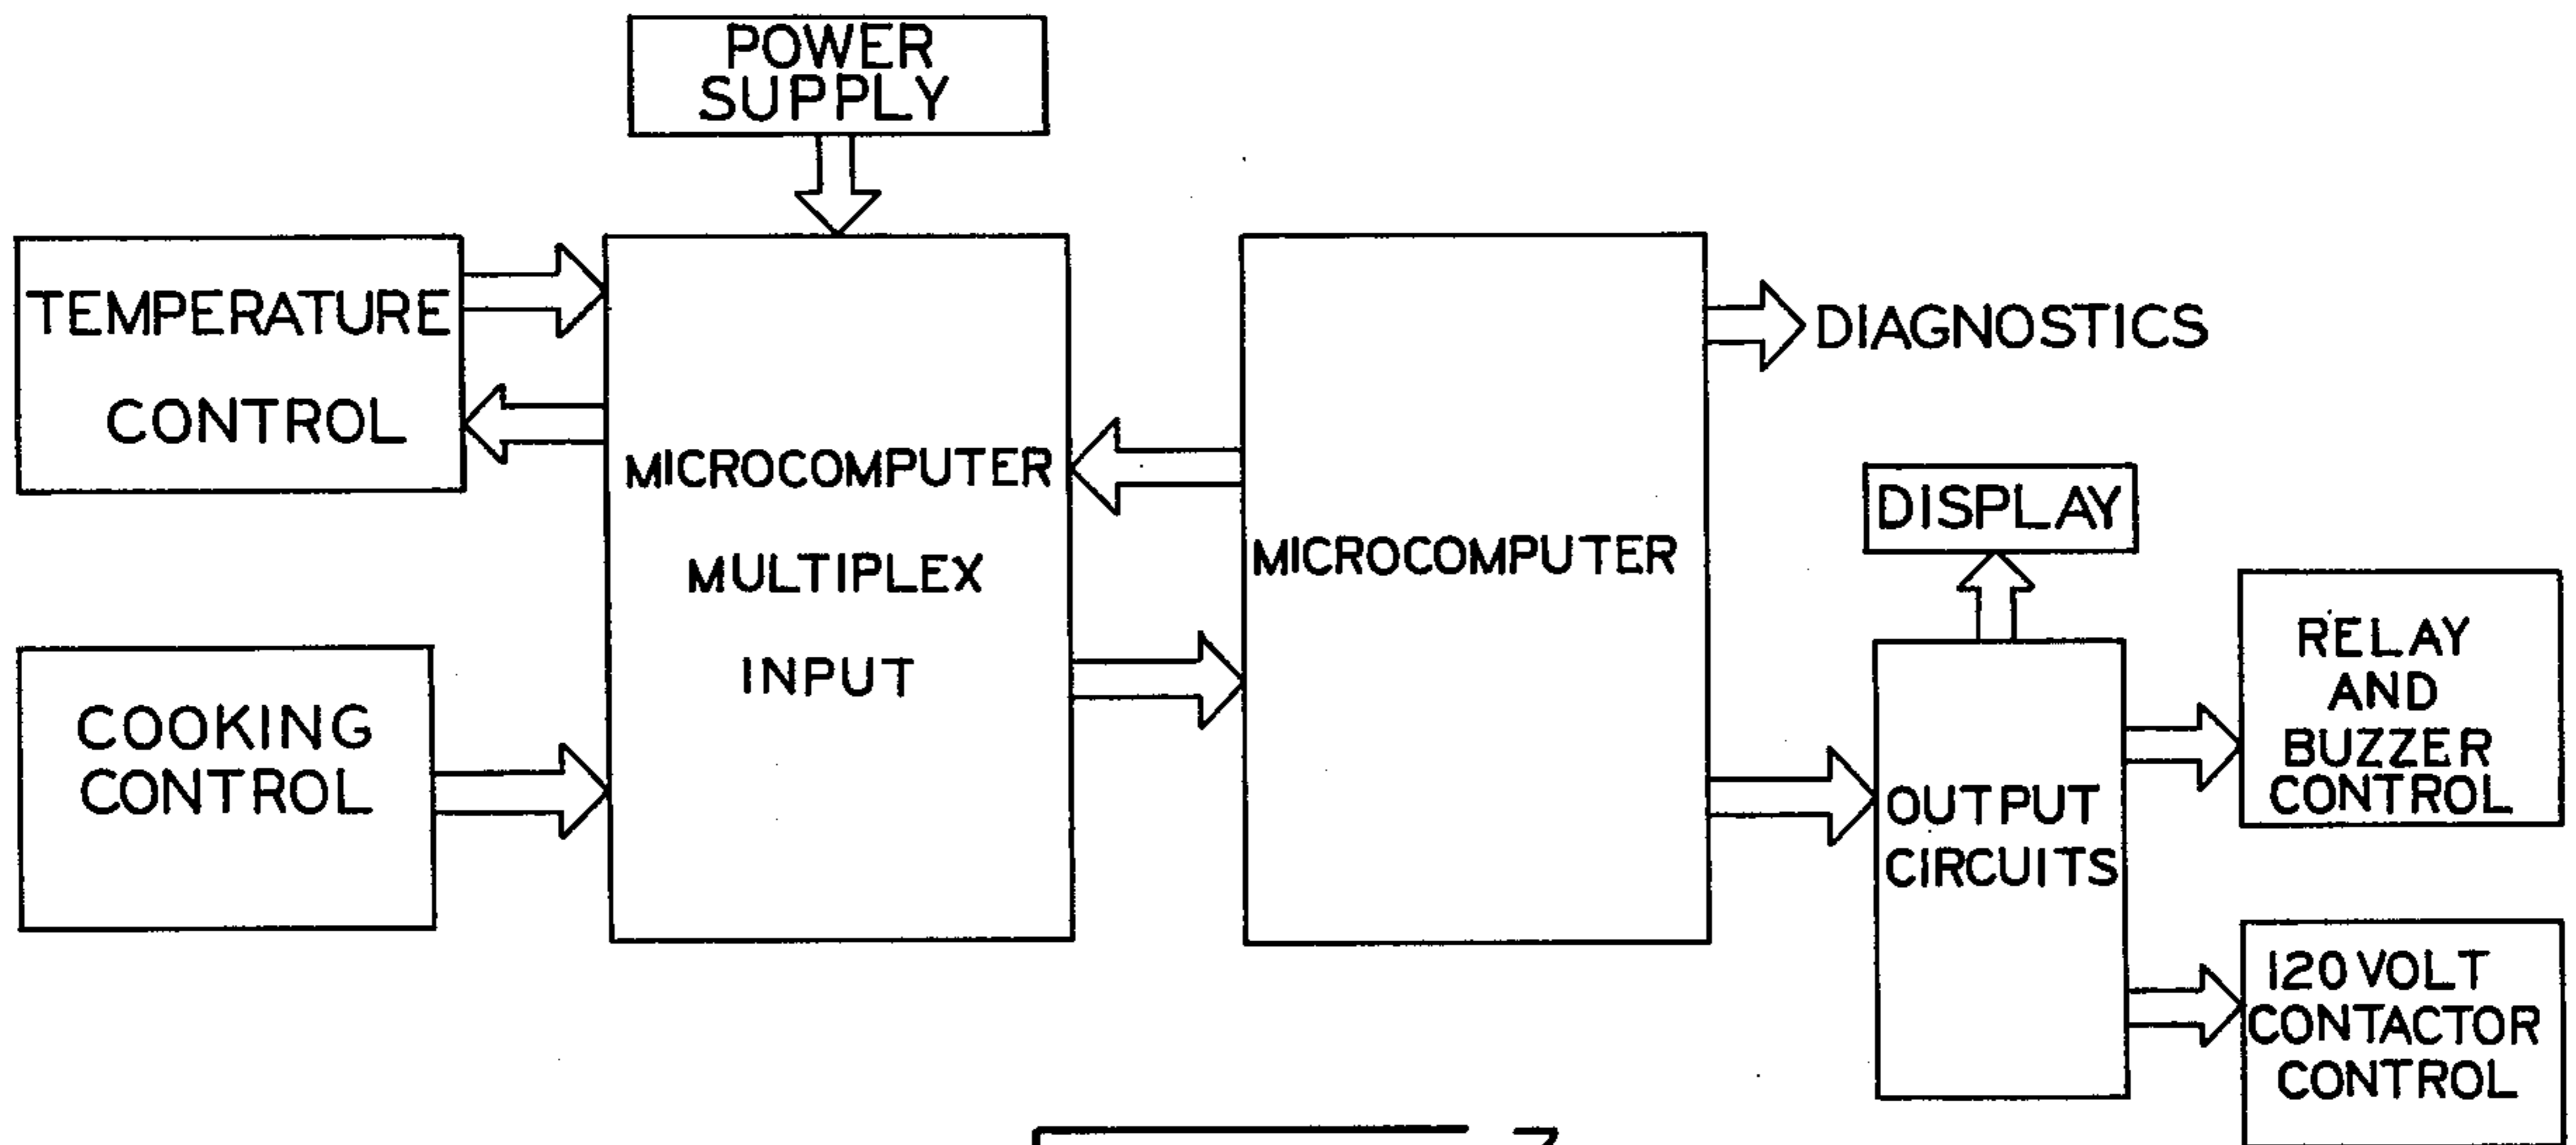 POWER
SUPPLY
TEMPERATURE
CONTROL
MICROCOMPUTER
MULTIPLEX
INPUT
COOKING
CONTROL
MICROCOMPUTER
DIAGNOSTICS
DISPLAY
OUTPUT
CIRCUITS
RELAY
AND
BUZZER
CONTROL
120 VOLT
CONTACTOR
CONTROL